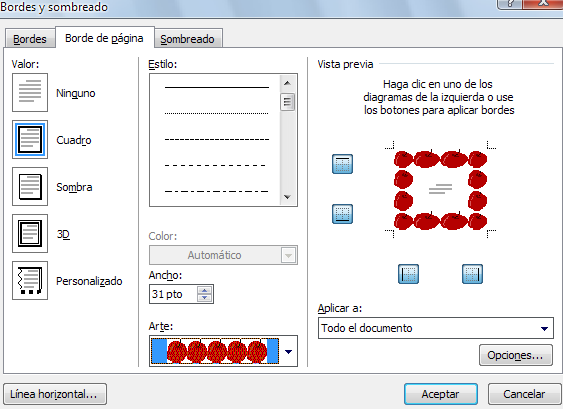 Bordes y sombreado
Bordes
Borde de página
Sombreado
Valor:
Ninguno
Cuadro
Sombra
3D
Personalizado
Estilo:
Color:
Automático
Ancho:
31 pto
Arte:
Vista previa
Haga clic en uno de los
diagramas de la izquierda o use
los botones para aplicar bordes
Aplicar a:
Todo el documento
Opciones...
Línea horizontal...
Aceptar
Cancelar